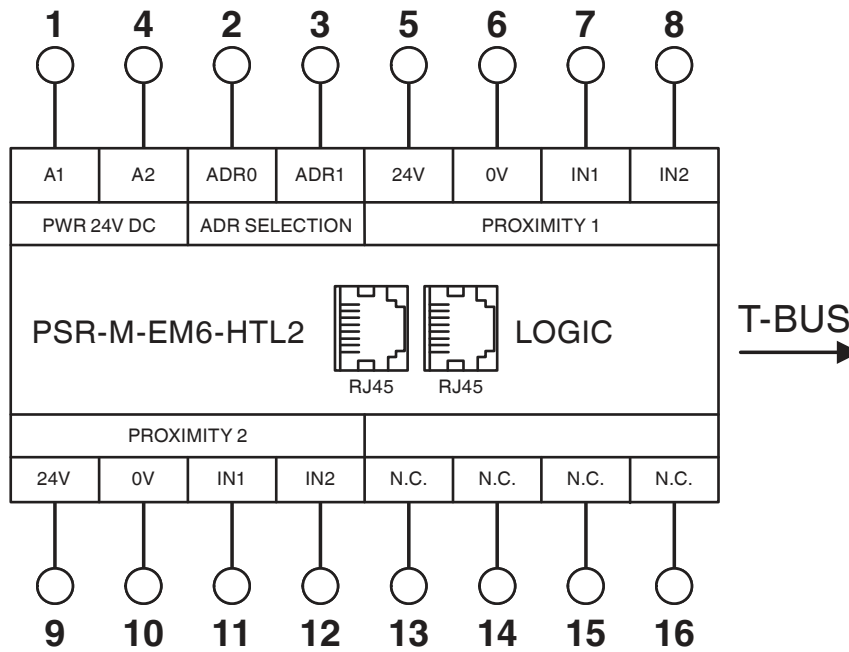 1 4 2 3 5 6 7 8
A1 A2 ADR0 ADR1 24V 0V IN1 IN2
PWR 24V DC ADR SELECTION PROXIMITY 1
PSR-M-EM6-HTL2 LOGIC T-BUS
RJ45 RJ45
PROXIMITY 2
24V 0V IN1 IN2 N.C. N.C. N.C. N.C.
9 10 11 12 13 14 15 16